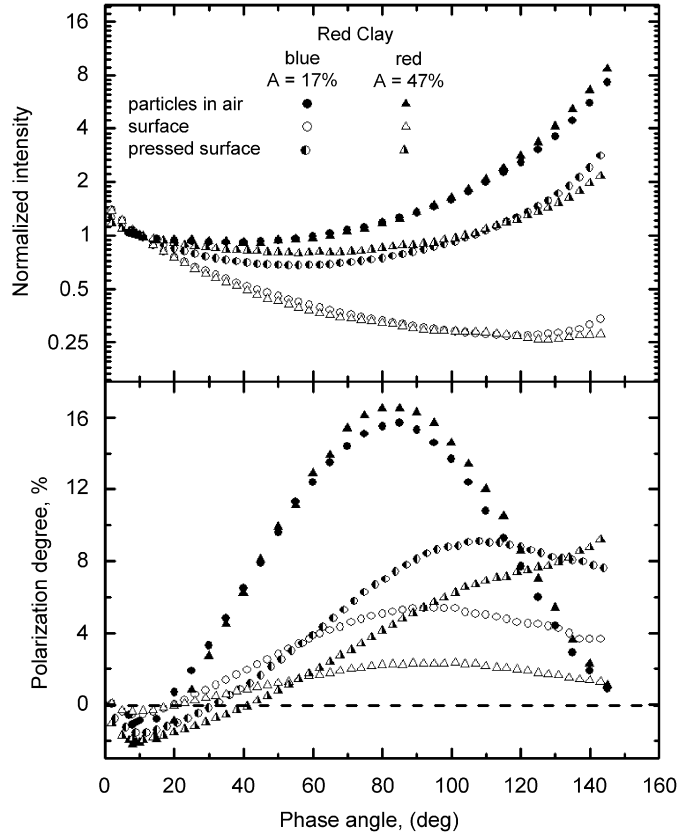 Red Clay
blue red
A = 17% A = 47%
particles in air
surface
pressed surface
Normalized intensity
16
8
4
2
1
0.5
0.25
Polarization degree, %
16
12
8
4
0
0 20 40 60 80 100 120 140 160
Phase angle, (deg)